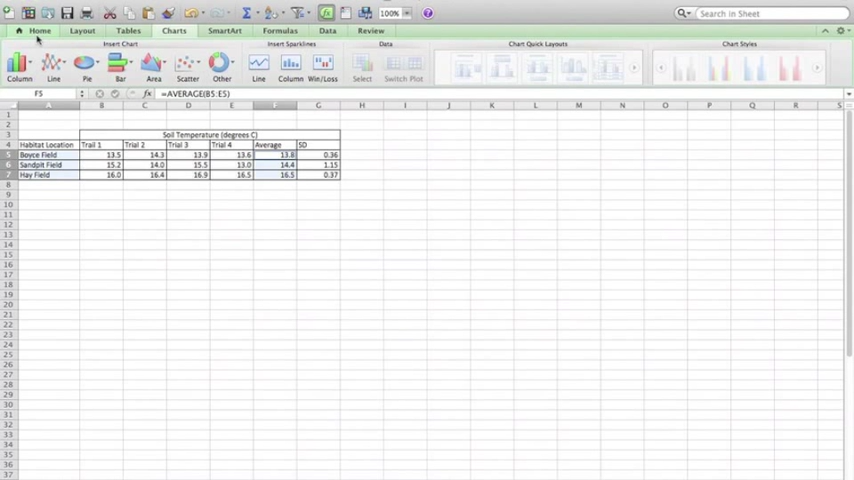 100% Search in Sheet
Home Layout Tables Charts SmartArt Formulas Data Review
Insert Chart Insert Sparklines Data Chart Quick Layouts Chart Styles
Column Line Pie Bar Area Scatter Other Line Column Win/Loss Select Switch Plot
F5 fx =AVERAGE(B5:E5)
A B C D E F G H I J K L M N O P Q R S
1
2
3 Soil Temperature (degrees C)
4 Habitat Location Trail 1 Trial 2 Trial 3 Trail 4 Average SD
5 Boyce Field 13.5 14.3 13.9 13.6 13.8 0.36
6 Sandpit Field 15.2 14.0 15.5 13.0 14.4 1.15
7 Hay Field 16.0 16.4 16.9 16.5 16.5 0.37
8
9
10
11
12
13
14
15
16
17
18
19
20
21
22
23
24
25
26
27
28
29
30
31
32
33
34
35
36
37